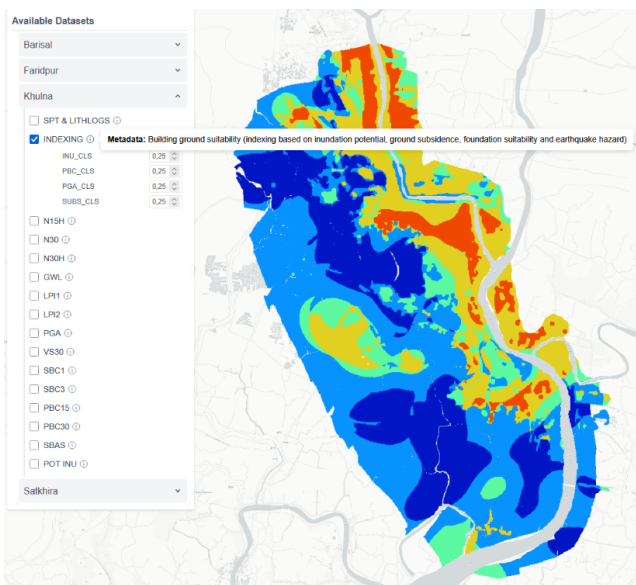 Available Datasets
Barisal
Faridpur
Khulna
SPT & LITHLOGS
INDEXING
Metadata: Building ground suitability (indexing based on inundation potential, ground subsidence, foundation suitability and earthquake hazard)
INU_CLS 0,25
PBC_CLS 0,25
PGA_CLS 0,25
SUBS_CLS 0,25
N15H
N30
N30H
GWL
LPI1
LPI2
PGA
VS30
SBC1
SBC3
PBC15
PBC30
SBAS
POT INU
Satkhira